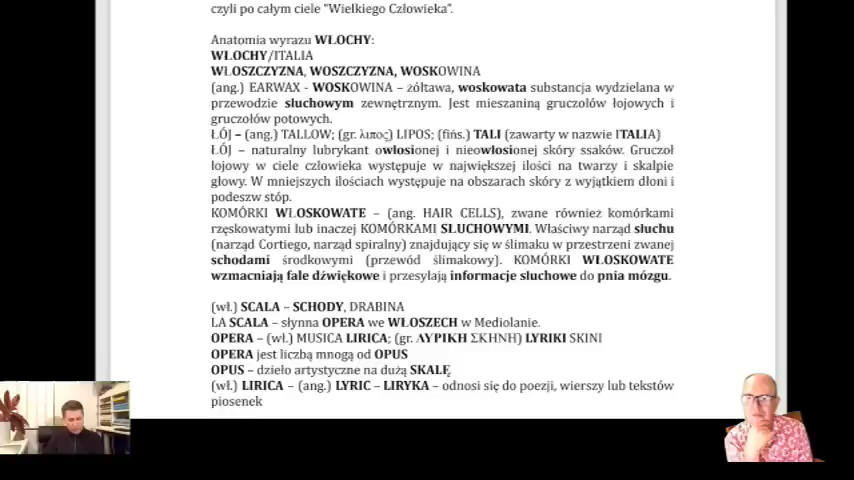 czyli po całym ciele "Wielkiego Człowieka".
Anatomia wyrazu WŁOCHY:
WŁOCHY/ITALIA
WŁOSZCZYZNA, WOSZCZYZNA, WOSKOWINA
(ang.) EARWAX - WOSKOWINA – żółtawa, woskowata substancja wydzielana w
przewodzie słuchowym zewnętrznym. Jest mieszaniną gruczołów łojowych i
gruczołów potowych.
ŁÓJ – (ang.) TALLOW; (gr. λιπος) LIPOS; (fińs.) TALI (zawarty w nazwie ITALIA)
ŁÓJ – naturalny lubrykant owłosionej i nieowłosionej skóry ssaków. Gruczoł
łojowy w ciele człowieka występuje w największej ilości na twarzy i skalpie
głowy. W mniejszych ilościach występuje na obszarach skóry z wyjątkiem dłoni i
podeszw stóp.
KOMÓRKI WŁOSKOWATE – (ang. HAIR CELLS), zwane również komórkami
rzęskowatymi lub inaczej KOMÓRKAMI SŁUCHOWYMI. Właściwy narząd słuchu
(narząd Cortiego, narząd spiralny) znajdujący się w ślimaku w przestrzeni zwanej
schodami środkowymi (przewód ślimakowy). KOMÓRKI WŁOSKOWATE
wzmacniają fale dźwiękowe i przesyłają informacje słuchowe do pnia mózgu.
(wł.) SCALA – SCHODY, DRABINA
LA SCALA – słynna OPERA we WŁOSZECH w Mediolanie.
OPERA – (wł.) MUSICA LIRICA; (gr. ΛΥΡΙΚΗ ΣΚΗΝΗ) LYRIKI SKINI
OPERA jest liczbą mnogą od OPUS
OPUS – dzieło artystyczne na dużą SKALĘ
(wł.) LIRICA – (ang.) LYRIC – LIRYKA – odnosi się do poezji, wierszy lub tekstów
piosenek